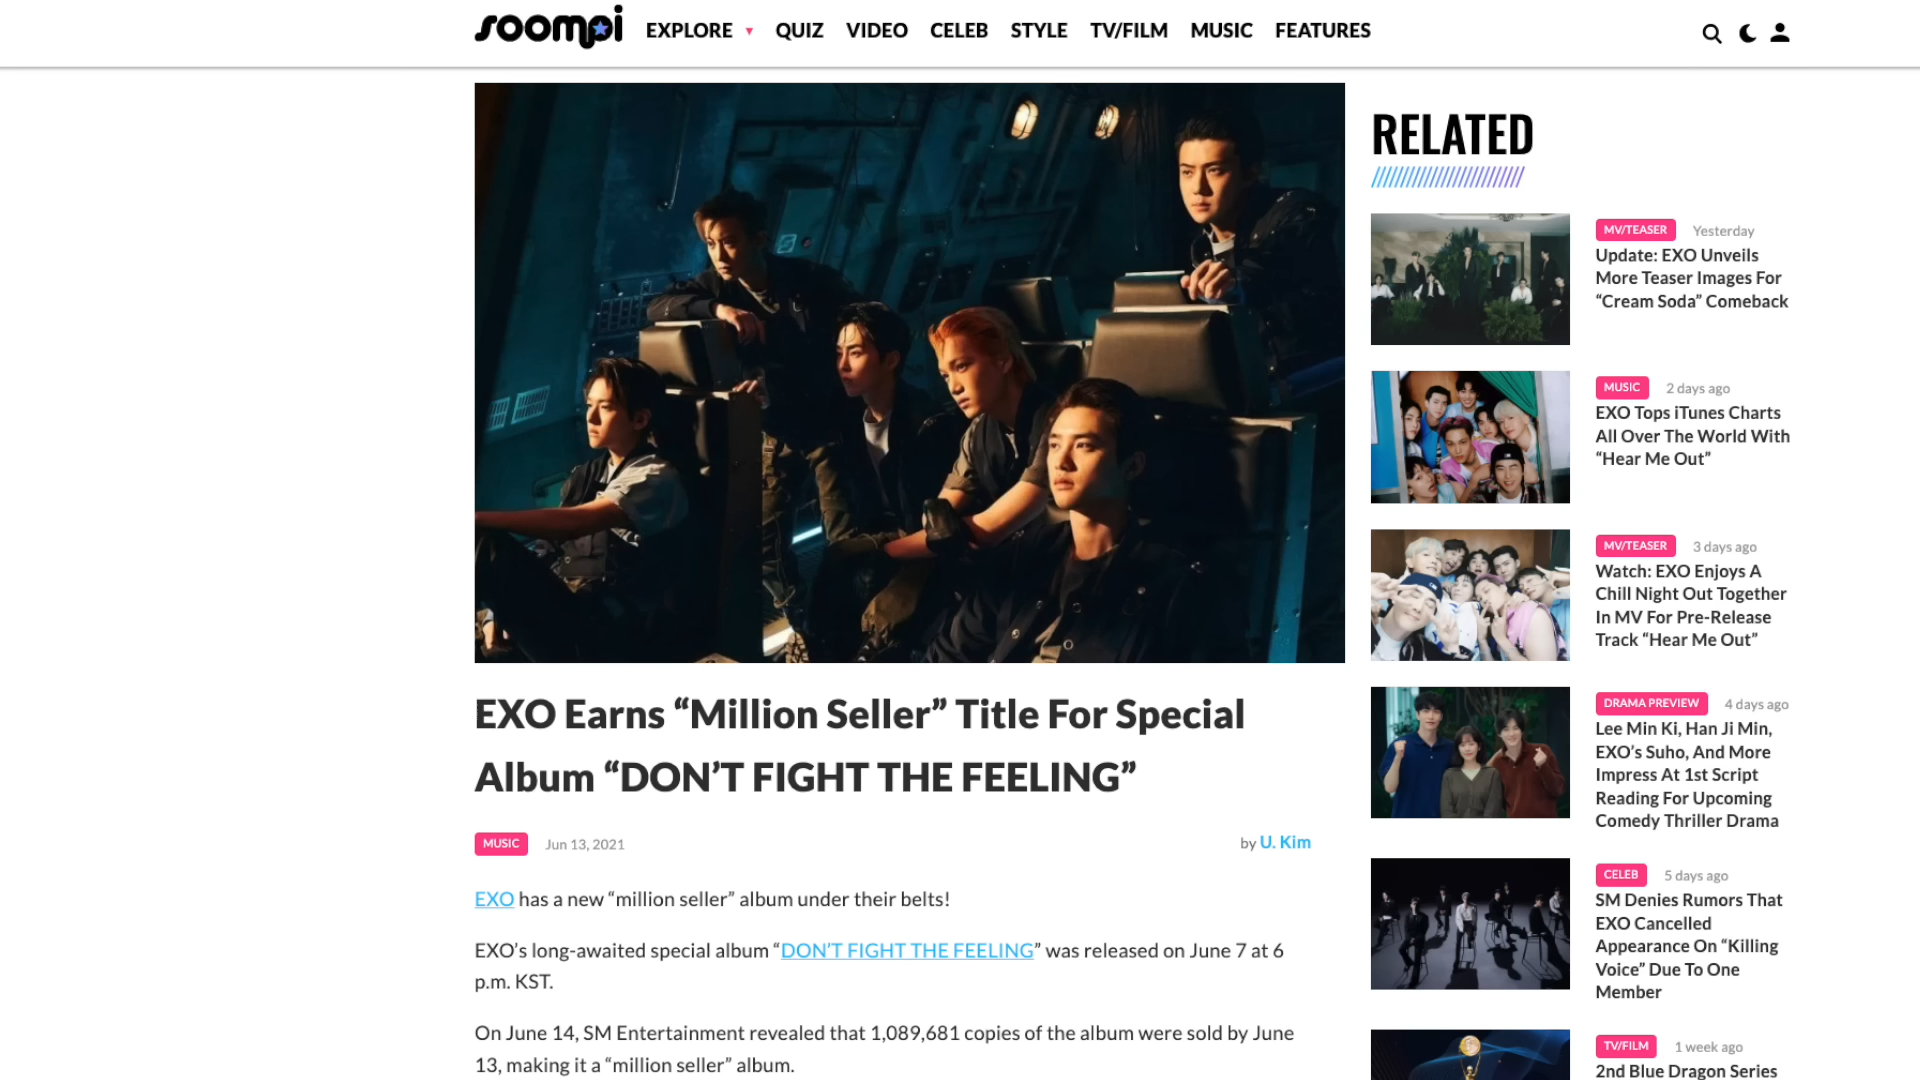 soompi
EXPLORE ▼ QUIZ VIDEO CELEB STYLE TV/FILM MUSIC FEATURES
EXO Earns “Million Seller” Title For Special
Album “DON’T FIGHT THE FEELING”
MUSIC Jun 13, 2021
by U. Kim
EXO has a new “million seller” album under their belts!
EXO’s long-awaited special album “DON’T FIGHT THE FEELING” was released on June 7 at 6
p.m. KST.
On June 14, SM Entertainment revealed that 1,089,681 copies of the album were sold by June
13, making it a “million seller” album.
RELATED
MV/TEASER Yesterday
Update: EXO Unveils
More Teaser Images For
“Cream Soda” Comeback
MUSIC 2 days ago
EXO Tops iTunes Charts
All Over The World With
“Hear Me Out”
MV/TEASER 3 days ago
Watch: EXO Enjoys A
Chill Night Out Together
In MV For Pre-Release
Track “Hear Me Out”
DRAMA PREVIEW 4 days ago
Lee Min Ki, Han Ji Min,
EXO’s Suho, And More
Impress At 1st Script
Reading For Upcoming
Comedy Thriller Drama
CELEB 5 days ago
SM Denies Rumors That
EXO Cancelled
Appearance On “Killing
Voice” Due To One
Member
TV/FILM 1 week ago
2nd Blue Dragon Series